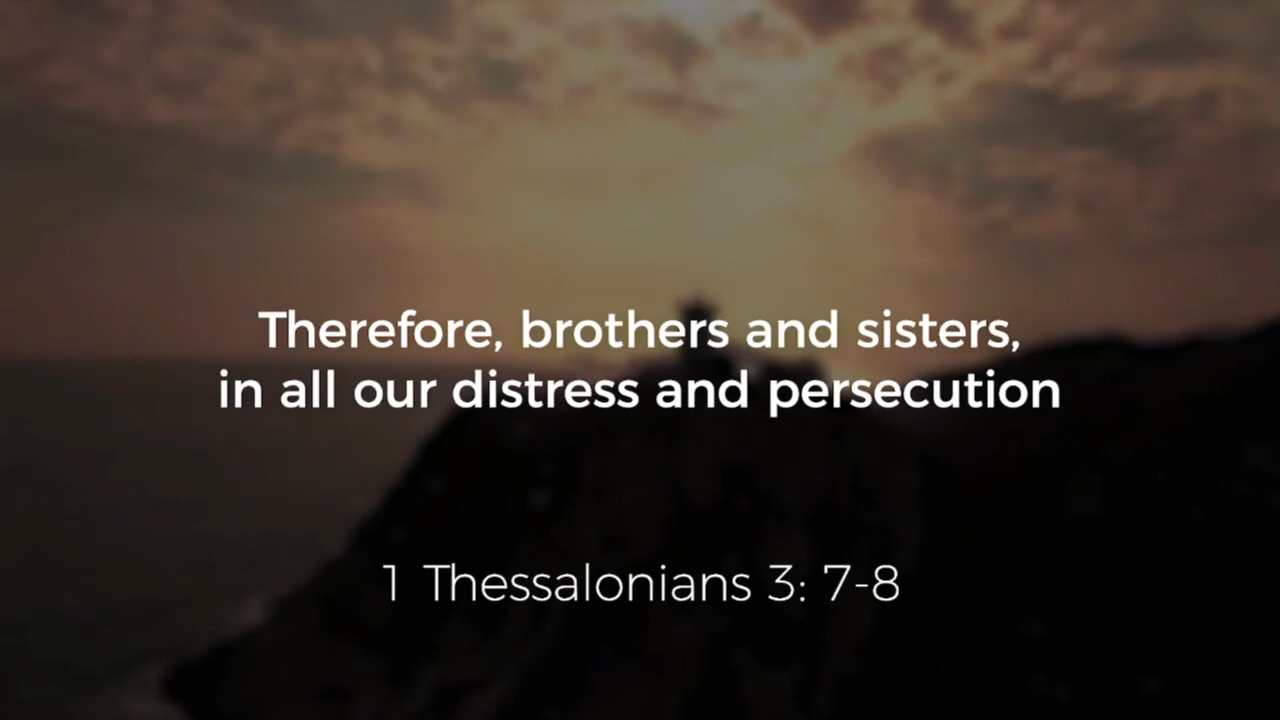 Therefore, brothers and sisters,
in all our distress and persecution
1 Thessalonians 3: 7-8